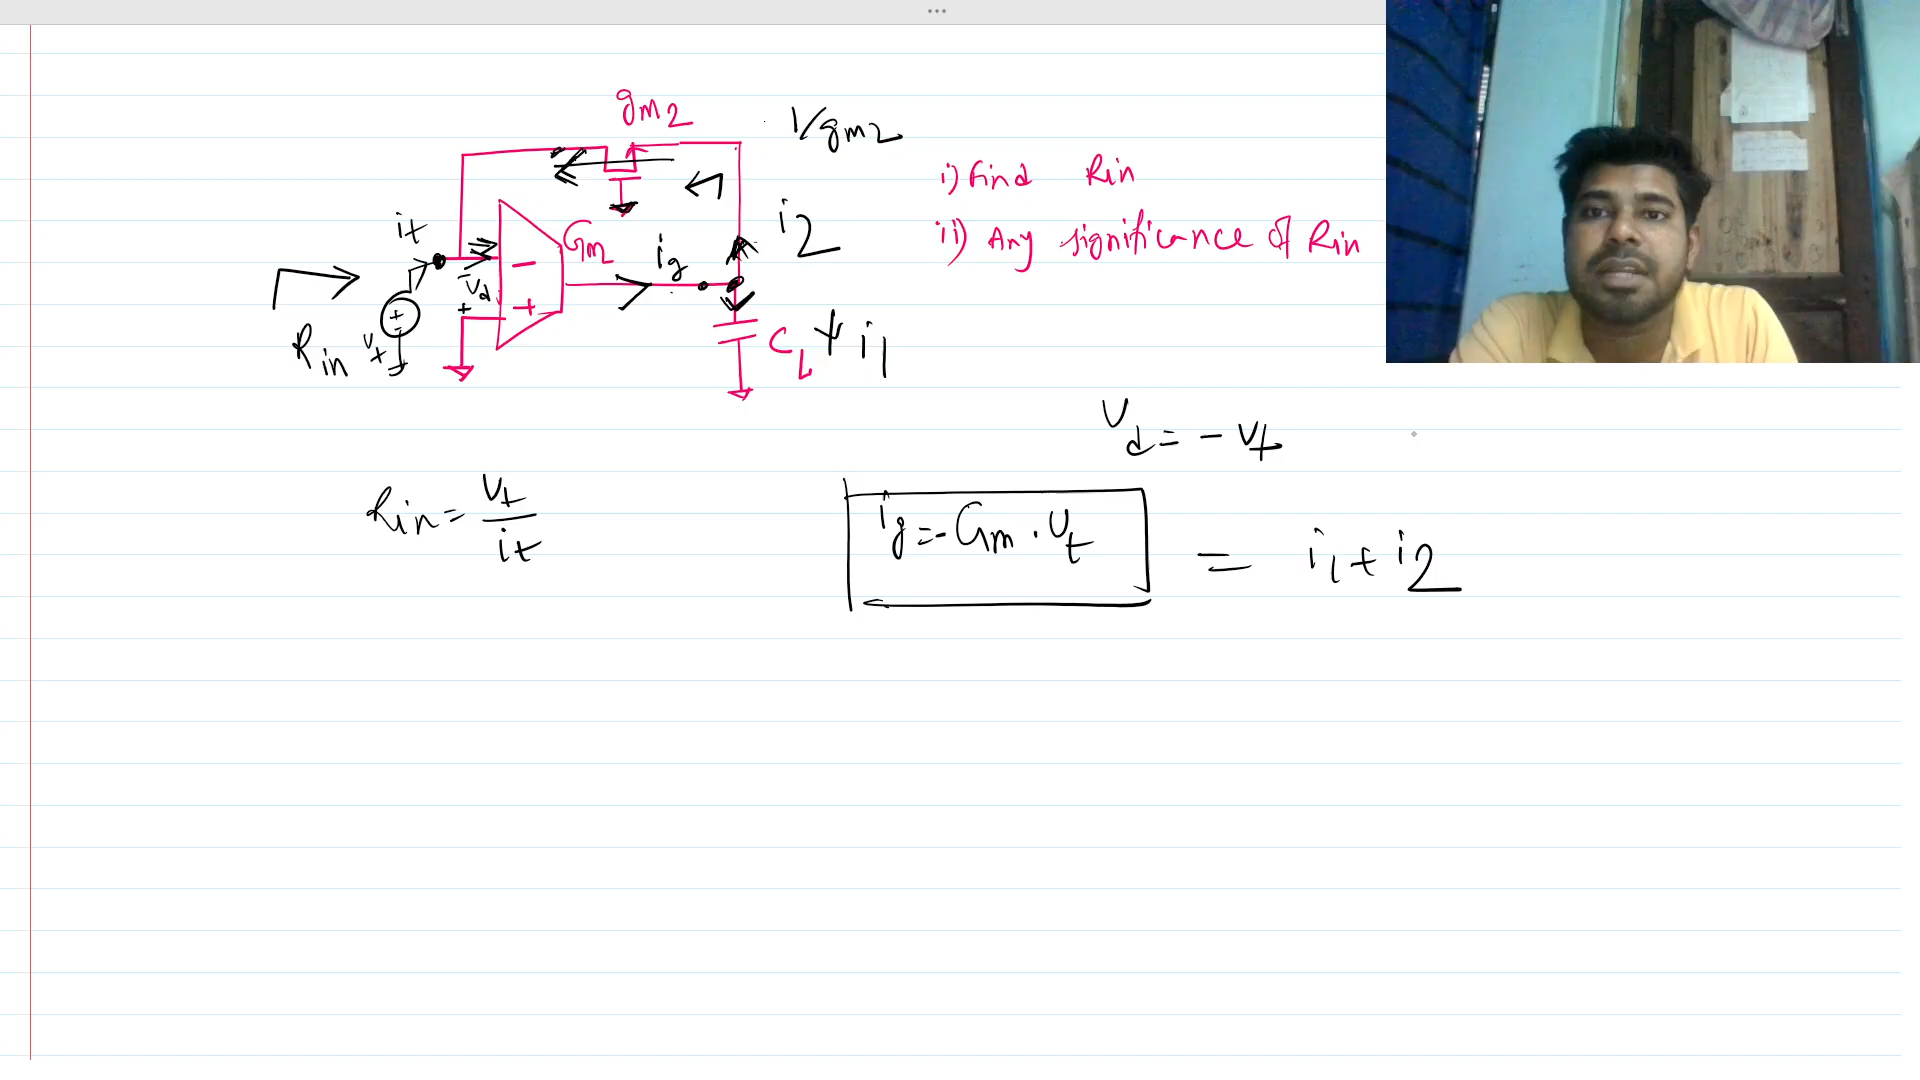 gm2
1/gm2
i) Find Rin
ii) Any significance of Rin
it
i2
Gm
ig
-
Vd
+
-
+
+
-
Vt
Rin
CL
i1
Vd = - Vt
Rin = Vt / it
ig = - Gm . Vt = i1 + i2